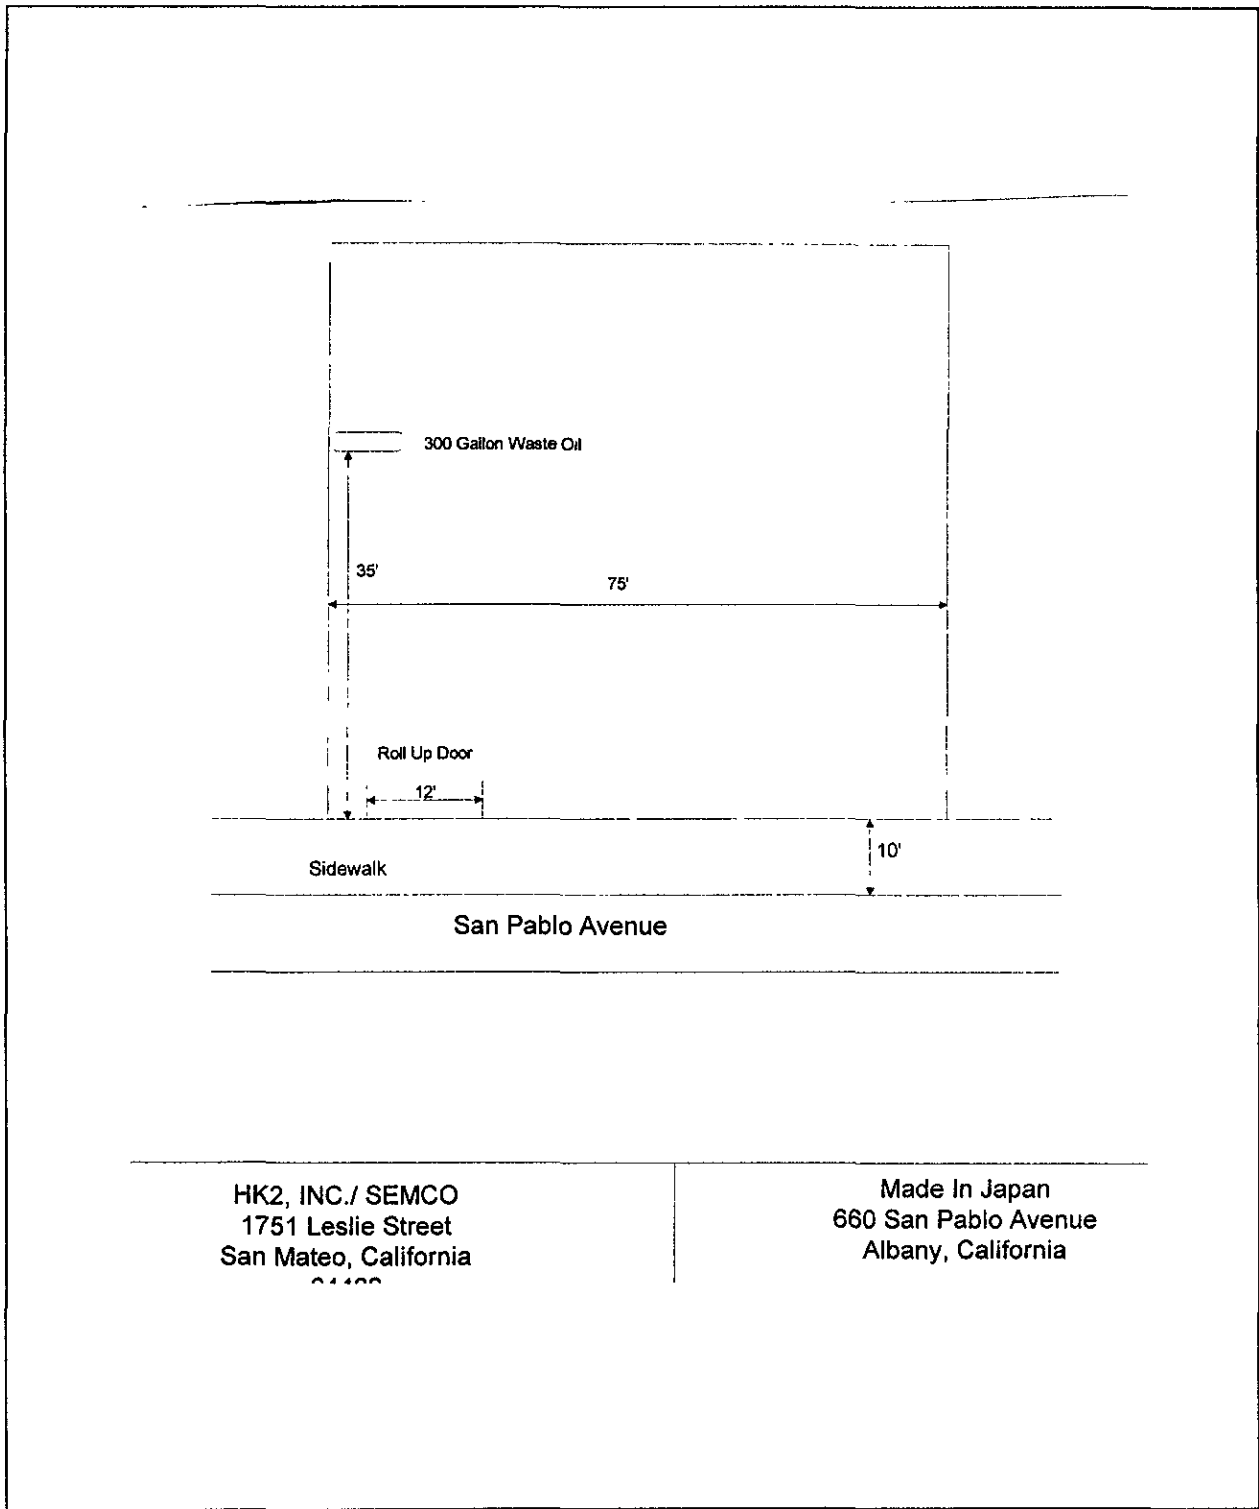 300 Gallon Waste Oil
35'
75'
Roll Up Door
12'
10'
Sidewalk
San Pablo Avenue
HK2, INC./ SEMCO
1751 Leslie Street
San Mateo, California
Made In Japan
660 San Pablo Avenue
Albany, California